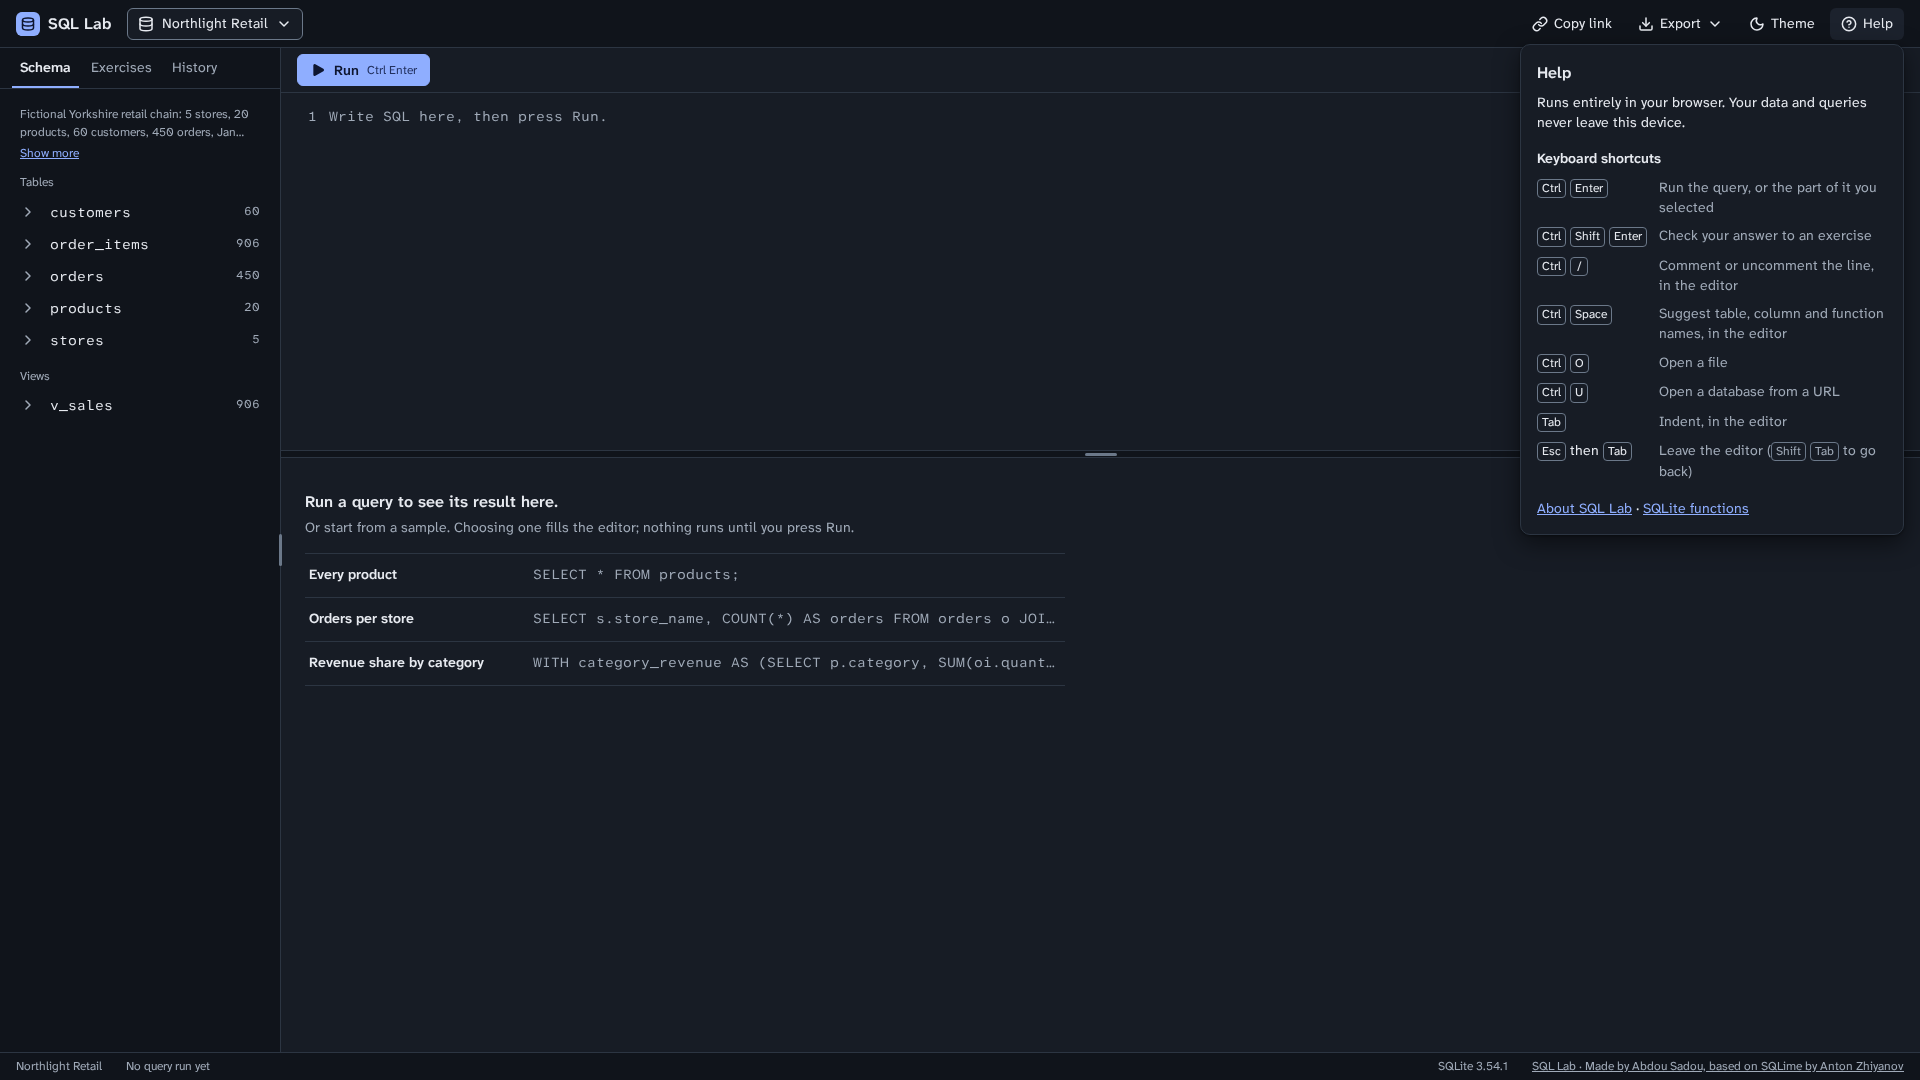 SQL Lab
Northlight Retail
Copy link
Export
Theme
Help
Schema
Exercises
History
Fictional Yorkshire retail chain: 5 stores, 20
products, 60 customers, 450 orders, Jan…
Show more
Tables
customers 60
order_items 906
orders 450
products 20
stores 5
Views
v_sales 906
Run Ctrl Enter
1 Write SQL here, then press Run.
Run a query to see its result here.
Or start from a sample. Choosing one fills the editor; nothing runs until you press Run.
Every product SELECT * FROM products;
Orders per store SELECT s.store_name, COUNT(*) AS orders FROM orders o JOI…
Revenue share by category WITH category_revenue AS (SELECT p.category, SUM(oi.quant…
Help
Runs entirely in your browser. Your data and queries
never leave this device.
Keyboard shortcuts
Ctrl Enter Run the query, or the part of it you
selected
Ctrl Shift Enter Check your answer to an exercise
Ctrl / Comment or uncomment the line,
in the editor
Ctrl Space Suggest table, column and function
names, in the editor
Ctrl O Open a file
Ctrl U Open a database from a URL
Tab Indent, in the editor
Esc then Tab Leave the editor (Shift Tab to go
back)
About SQL Lab · SQLite functions
Northlight Retail
No query run yet
SQLite 3.54.1
SQL Lab · Made by Abdou Sadou, based on SQLime by Anton Zhiyanov